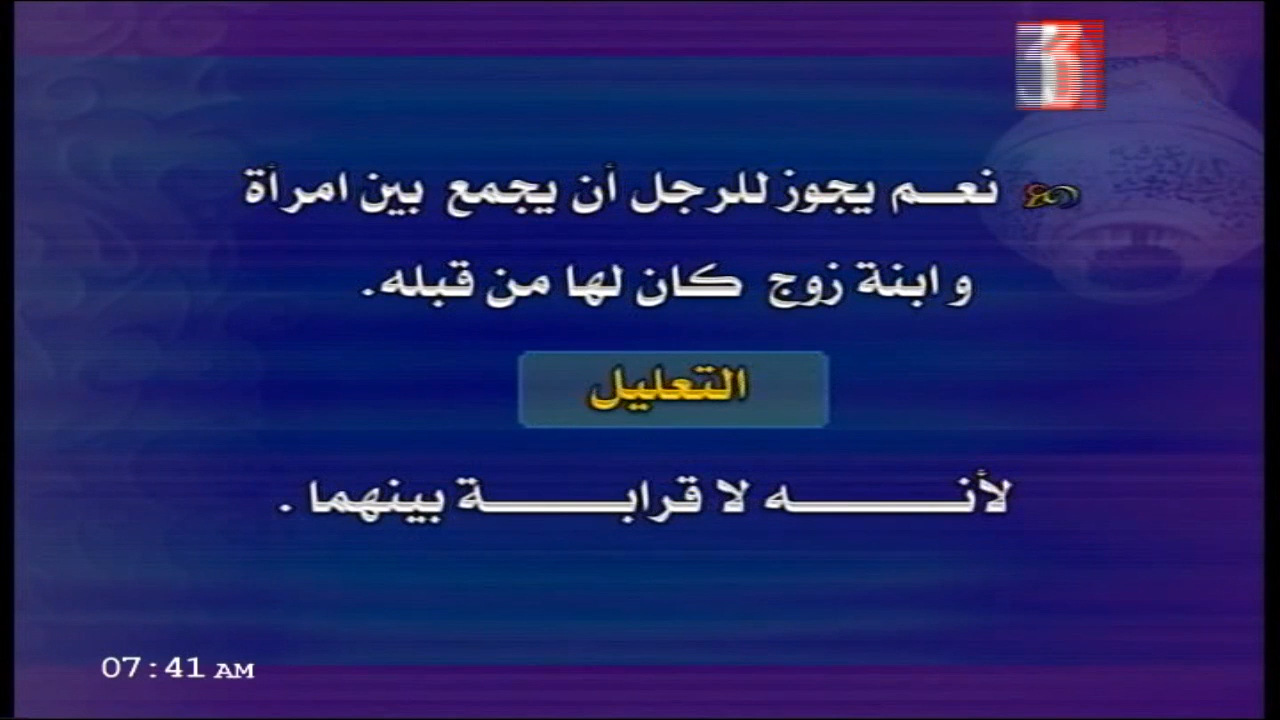 نعم يجوز للرجل أن يجمع بين امرأة
و ابنة زوج كان لها من قبله.
التعليل
لأنه لا قرابة بينهما .
07:41 AM